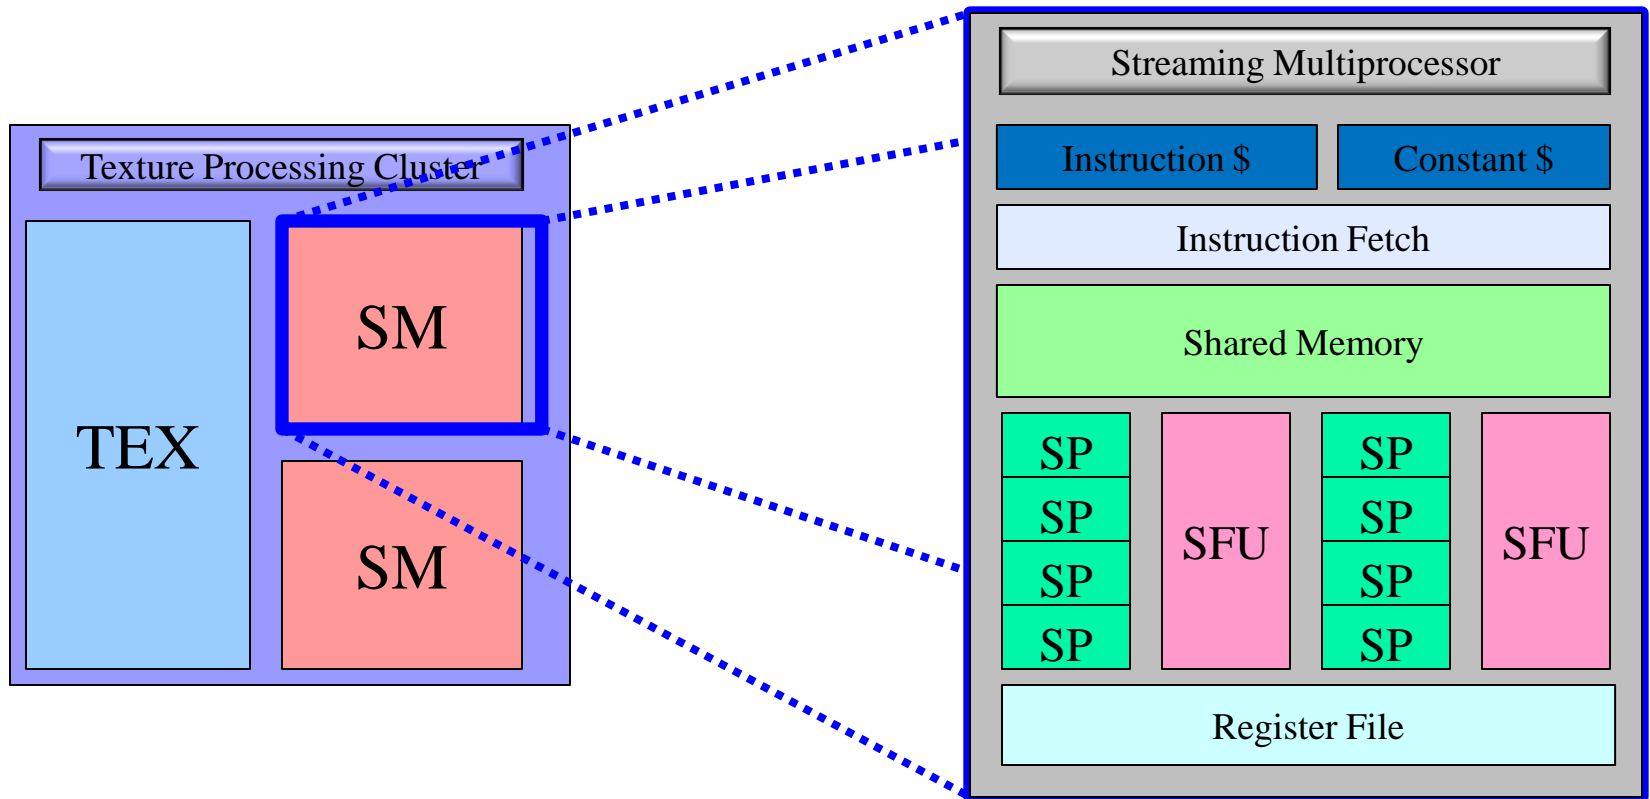 Texture Processing Cluster
TEX
SM
SM
Streaming Multiprocessor
Instruction $
Constant $
Instruction Fetch
Shared Memory
SP
SP
SP
SP
SFU
SP
SP
SP
SP
SFU
Register File